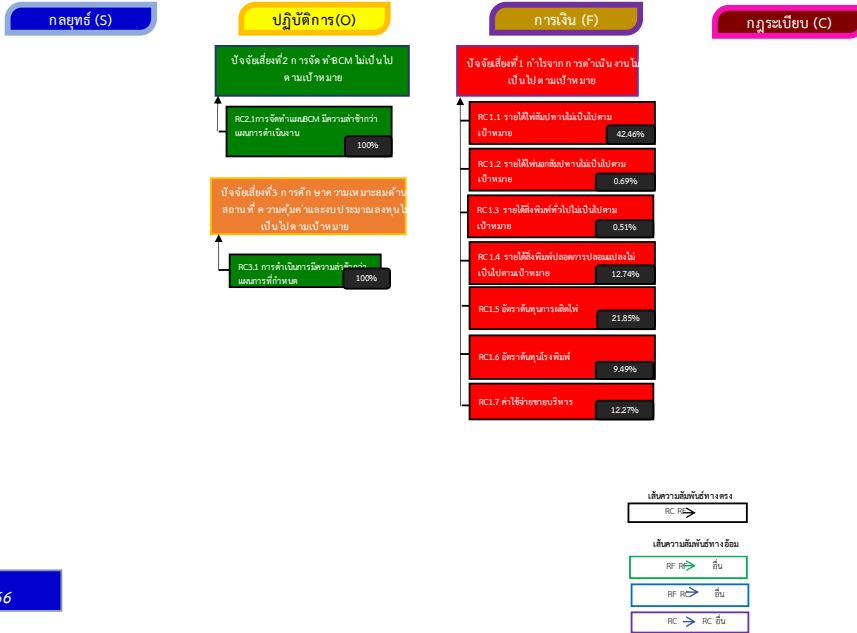 กลยุทธ์ (S)
ปฏิบัติการ(O)
การเงิน (F)
กฎระเบียบ (C)
ปัจจัยเสี่ยงที่2 การจัดทำBCM ไม่เป็นไป
ตามเป้าหมาย
RC2.1การจัดทำแผนBCM มีความล่าช้ากว่า
แผนการดำเนินงาน
100%
ปัจจัยเสี่ยงที่3 การศึกษาความเหมาะสมด้าน
สถานที่ ความคุ้มค่าและงบประมาณลงทุนไ
เป็นไปตามเป้าหมาย
RC3.1 การดำเนินการมีความล่าช้ากว่า
แผนการที่กำหนด
100%
ปัจจัยเสี่ยงที่1 กำไรจากการดำเนินงานไม
เป็นไปตามเป้าหมาย
RC1.1 รายได้ไพ่สัมปทานไม่เป็นไปตาม
เป้าหมาย
42.46%
RC1.2 รายได้ไพ่นอกสัมปทานไม่เป็นไปตาม
เป้าหมาย
0.69%
RC1.3 รายได้สิ่งพิมพ์ทั่วไปไม่เป็นไปตาม
เป้าหมาย
0.51%
RC1.4 รายได้สิ่งพิมพ์ปลอดการปลอมแปลงไม่
เป็นไปตามเป้าหมาย
12.74%
RC1.5 อัตราต้นทุนการผลิตไพ่
21.85%
RC1.6 อัตราต้นทุนโรงพิมพ์
9.49%
RC1.7 ค่าใช้จ่ายขายบริหาร
12.27%
เส้นความสัมพันธ์ทางตรง
RC RF
เส้นความสัมพันธ์ทางอ้อม
RF RF อื่น
RF RC อื่น
RC RC อื่น
66